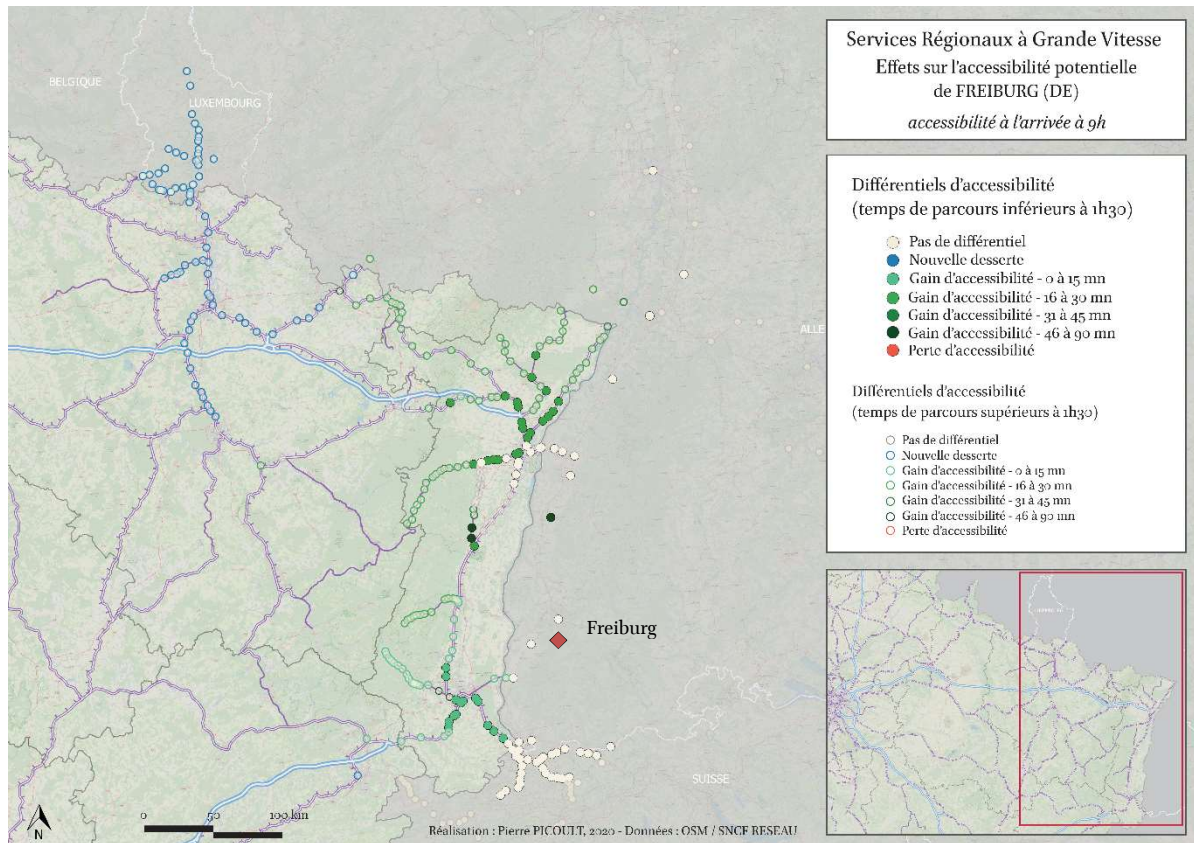 Services Régionaux à Grande Vitesse
Effets sur l'accessibilité potentielle
de FREIBURG (DE)
accessibilité à l'arrivée à 9h
Différentiels d'accessibilité
(temps de parcours inférieurs à 1h30)
Pas de différentiel
Nouvelle desserte
Gain d'accessibilité - 0 à 15 mn
Gain d'accessibilité - 16 à 30 mn
Gain d'accessibilité - 31 à 45 mn
Gain d'accessibilité - 46 à 90 mn
Perte d'accessibilité
Différentiels d'accessibilité
(temps de parcours supérieurs à 1h30)
Pas de différentiel
Nouvelle desserte
Gain d'accessibilité - 0 à 15 mn
Gain d'accessibilité - 16 à 30 mn
Gain d'accessibilité - 31 à 45 mn
Gain d'accessibilité - 46 à 90 mn
Perte d'accessibilité
BELGIQUE
LUXEMBOURG
ALLE
Freiburg
SUISSE
0 50 100 km
N
Réalisation : Pierre PICOULT, 2020 - Données : OSM / SNCF RESEAU